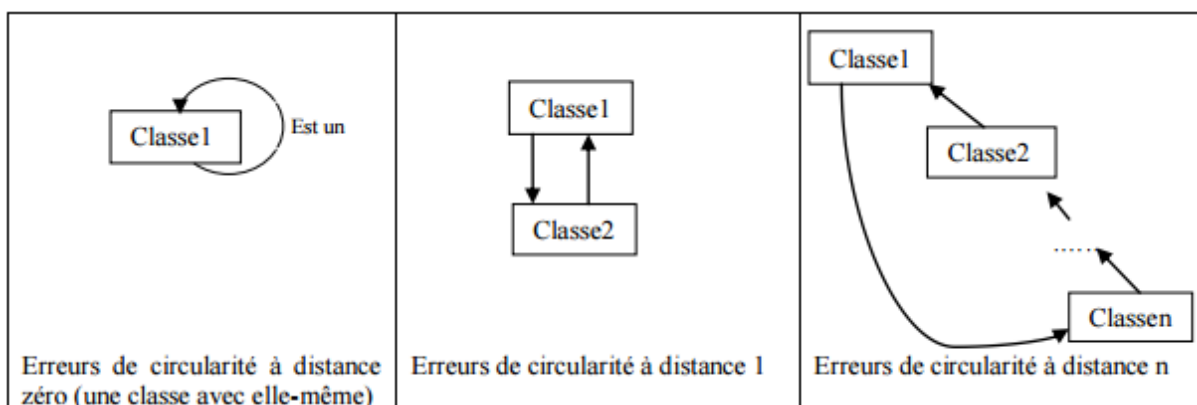 Classe1
Est un
Erreurs de circularité à distance
zéro (une classe avec elle-même)
Classe1
Classe2
Erreurs de circularité à distance 1
Classe1
Classe2
......
Classen
Erreurs de circularité à distance n